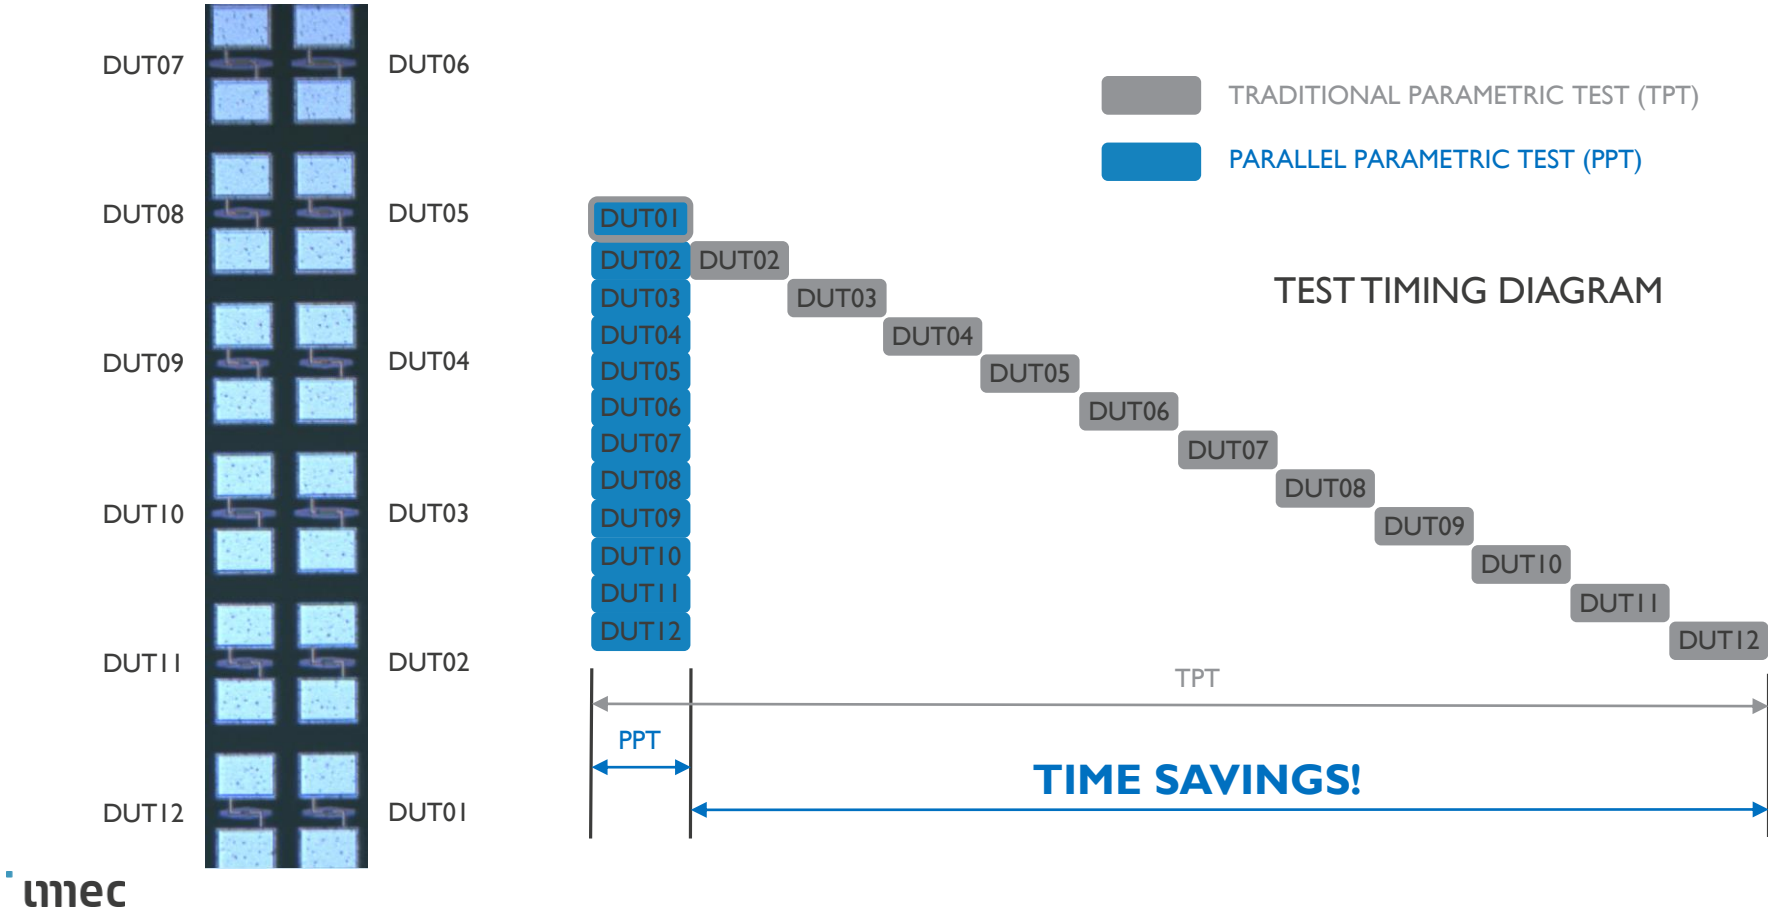 DUT07
DUT06
DUT08
DUT05
DUT09
DUT04
DUT10
DUT03
DUT11
DUT02
DUT12
DUT01
imec
TRADITIONAL PARAMETRIC TEST (TPT)
PARALLEL PARAMETRIC TEST (PPT)
TEST TIMING DIAGRAM
DUT01
DUT02 DUT02
DUT03 DUT03
DUT04 DUT04
DUT05 DUT05
DUT06 DUT06
DUT07 DUT07
DUT08 DUT08
DUT09 DUT09
DUT10 DUT10
DUT11 DUT11
DUT12 DUT12
TPT
PPT
TIME SAVINGS!